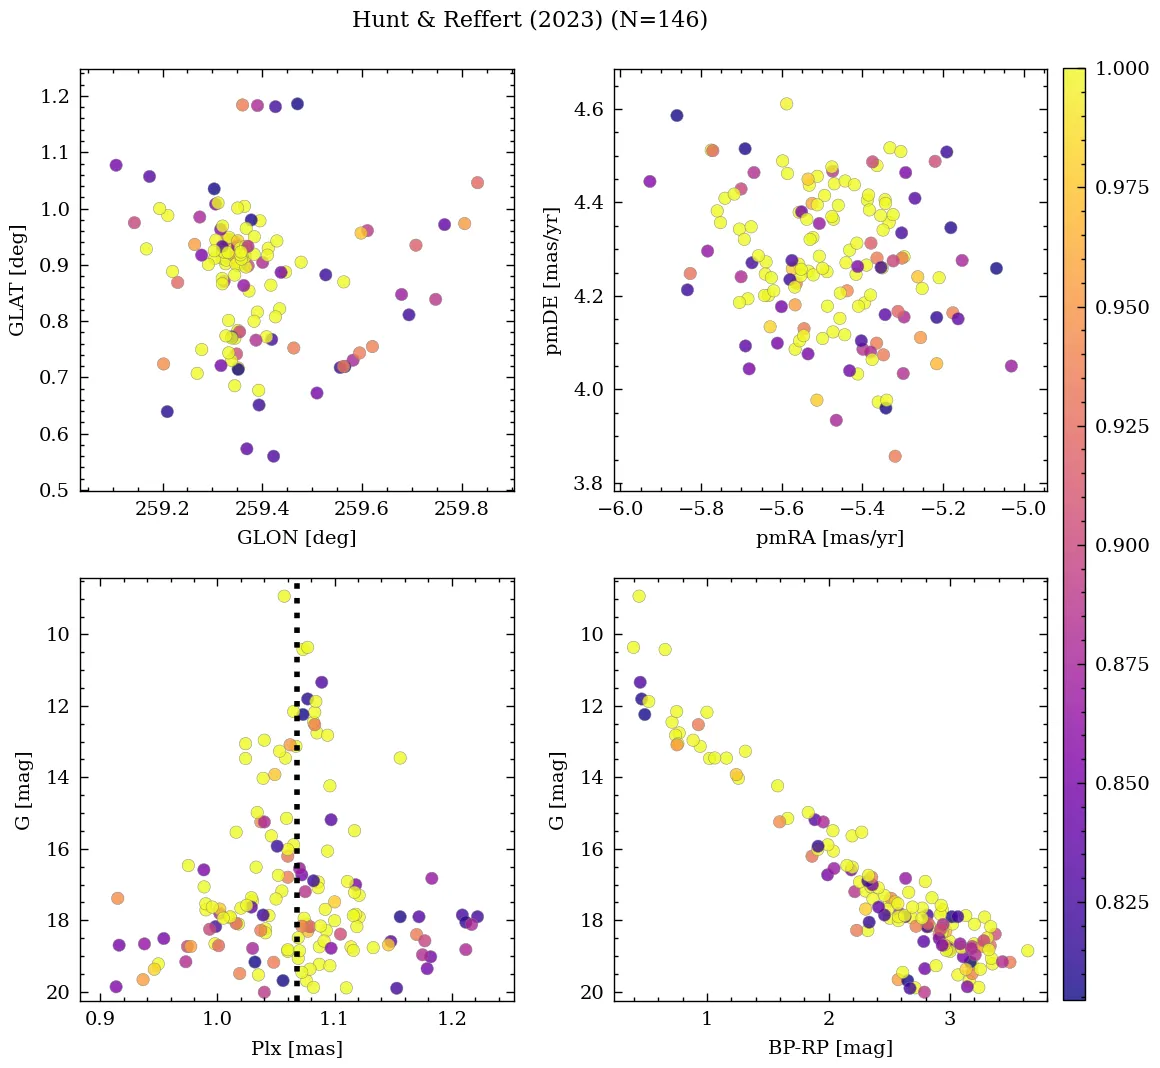 Hunt & Reffert (2023) (N=146)
1.2
1.1
1.0
0.9
0.8
0.7
0.6
0.5
GLAT [deg]
259.2 259.4 259.6 259.8
GLON [deg]
4.6
4.4
4.2
4.0
3.8
pmDE [mas/yr]
−6.0 −5.8 −5.6 −5.4 −5.2 −5.0
pmRA [mas/yr]
10
12
14
16
18
20
G [mag]
0.9 1.0 1.1 1.2
Plx [mas]
10
12
14
16
18
20
G [mag]
1 2 3
BP-RP [mag]
1.000
0.975
0.950
0.925
0.900
0.875
0.850
0.825